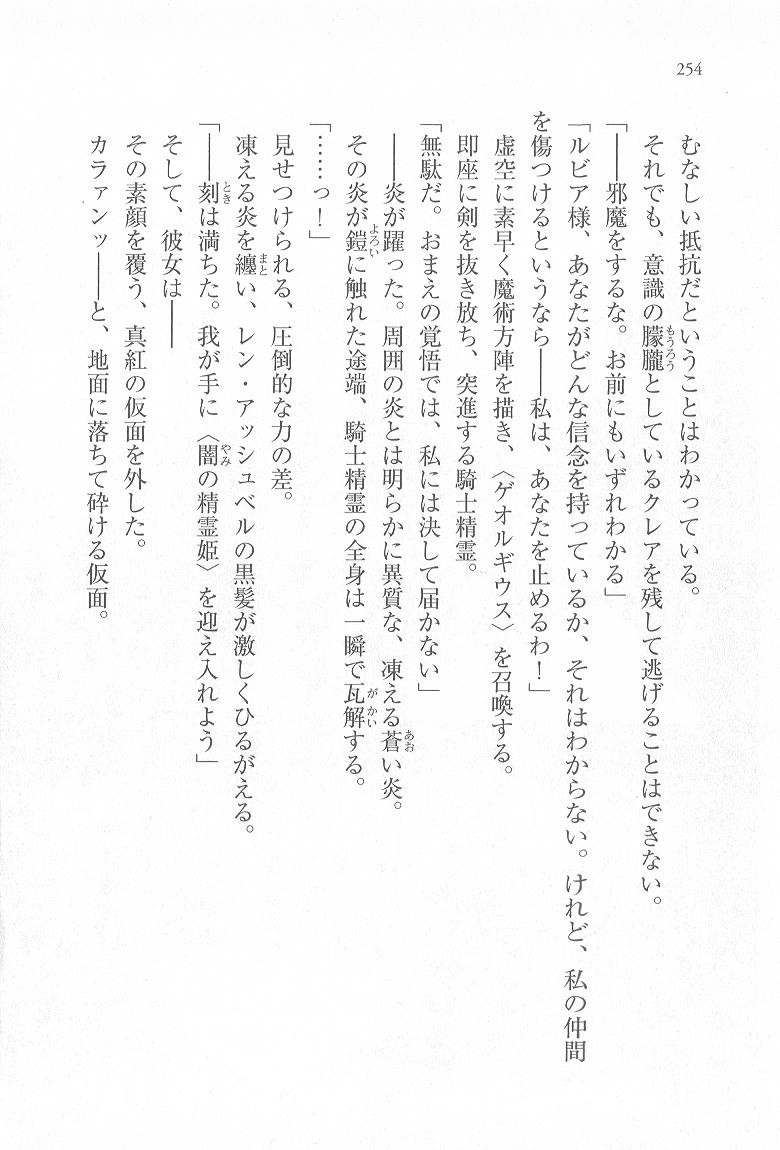 254
むなしい抵抗だということはわかっている。
それでも、意識の朦朧としているクレアを残して逃げることはできない。
「――邪魔をするな。お前にもいずれわかる」
「ルビア様、あなたがどんな信念を持っているか、それはわからない。けれど、私の仲間
を傷つけるというなら――私は、あなたを止めるわ！」
虚空に素早く魔術方陣を描き、〈ゲオルギウス〉を召喚する。
即座に剣を抜き放ち、突進する騎士精霊。
「無駄だ。おまえの覚悟では、私には決して届かない」
――炎が躍った。周囲の炎とは明らかに異質な、凍える蒼い炎。
その炎が鎧に触れた途端、騎士精霊の全身は一瞬で瓦解する。
「……っ！」
見せつけられる、圧倒的な力の差。
凍える炎を纏い、レン・アッシュベルの黒髪が激しくひるがえる。
「――刻は満ちた。我が手に〈闇の精霊姫〉を迎え入れよう」
そして、彼女は――
その素顔を覆う、真紅の仮面を外した。
カラァンッ――と、地面に落ちて砕ける仮面。